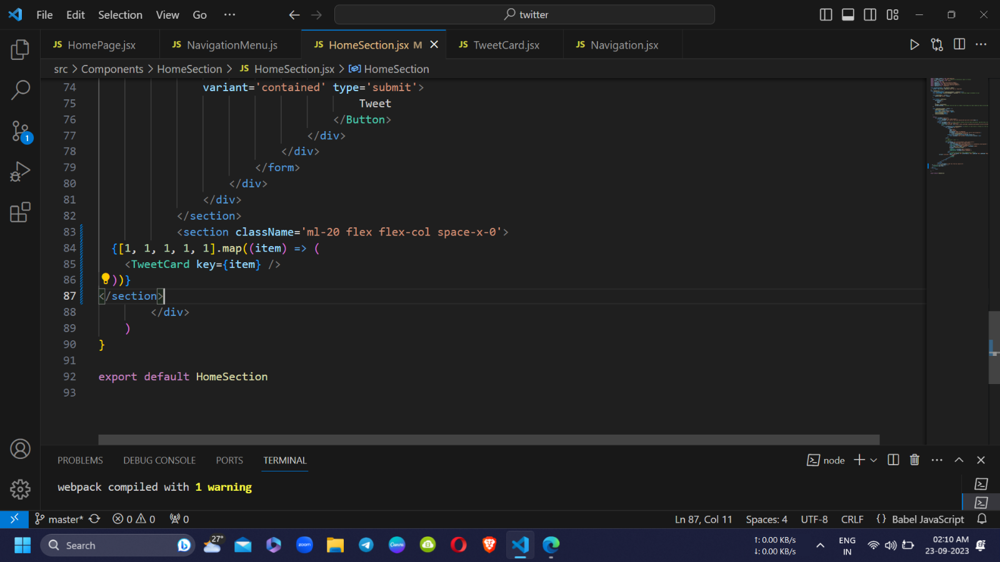 File Edit Selection View Go ··· twitter
JS HomePage.jsx JS NavigationMenu.js JS HomeSection.jsx M JS TweetCard.jsx JS Navigation.jsx
src > Components > HomeSection > JS HomeSection.jsx > HomeSection
74 variant='contained' type='submit'>
75 Tweet
76 </Button>
77 </div>
78 </div>
79 </form>
80 </div>
81 </div>
82 </section>
83 <section className='ml-20 flex flex-col space-x-0'>
84 {[1, 1, 1, 1, 1].map((item) => (
85 <TweetCard key={item} />
86 ))}
87 </section>
88 </div>
89 )
90 }
91
92 export default HomeSection
93
1
PROBLEMS DEBUG CONSOLE PORTS TERMINAL node
webpack compiled with 1 warning
master* 0 0 0 Ln 87, Col 11 Spaces: 4 UTF-8 CRLF {} Babel JavaScript
Search 27° zoom Canva ↑: 0.00 KB/s ENG 02:10 AM
↓: 0.00 KB/s IN 23-09-2023